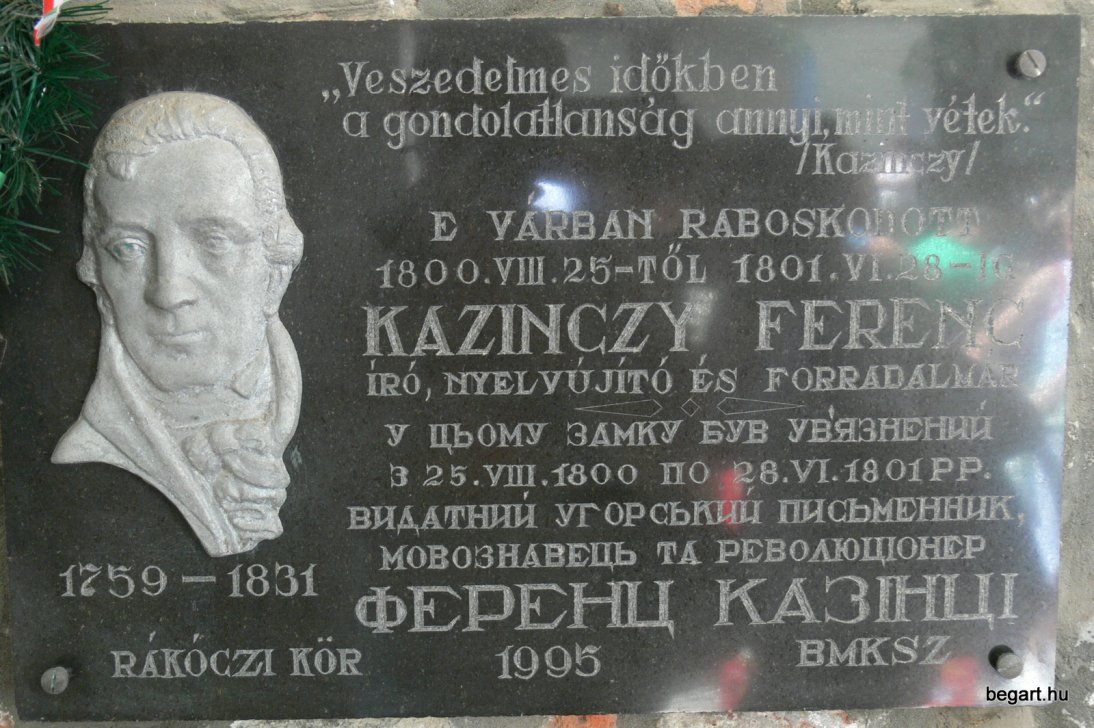 „Veszedelmes időkben
a gondolatlanság annyi, mint vétek.“
/Kazinczy/
E VÁRBAN RABOSKODOTT
1800.VIII.25-TŐL 1801.VI.28-IG
KAZINCZY FERENC
ÍRÓ, NYELVÚJÍTÓ ÉS FORRADALMÁR
У ЦЬОМУ ЗАМКУ БУВ УВ'ЯЗНЕНИЙ
З 25.VIII.1800 ПО 28.VI.1801РР.
ВИДАТНИЙ УГОРСЬКИЙ ПИСЬМЕННИК,
МОВОЗНАВЕЦЬ ТА РЕВОЛЮЦІОНЕР
ФЕРЕНЦ КАЗІНЦІ
1759 – 1831
RÁKÓCZI KÖR 1995 BMKSZ
begart.hu